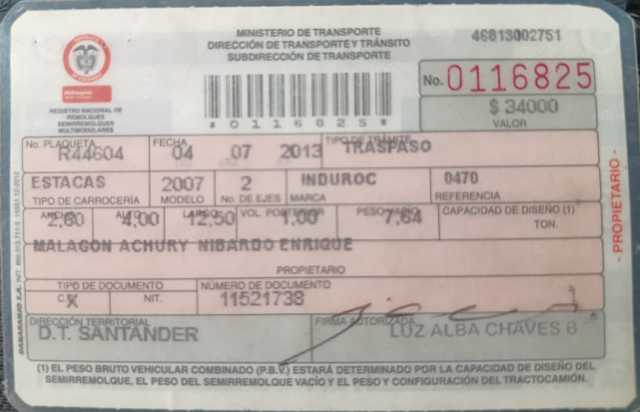 MINISTERIO DE TRANSPORTE
DIRECCIÓN DE TRANSPORTE Y TRÁNSITO
SUBDIRECCIÓN DE TRANSPORTE
46813002751
REGISTRO NACIONAL DE
REMOLQUES
SEMIRREMOLQUES
MULTIMODULARES
*0116825*
No. 0116825
$ 34000
VALOR
No. PLAQUETA FECHA TIPO DE TRÁMITE
R44604 04 07 2013 TRASPASO
ESTACAS 2007 2 INDUROC 0470
TIPO DE CARROCERÍA MODELO No. DE EJES MARCA REFERENCIA
ANCHO ALTO LARGO VOL. POSTERIOR PESO VACIO CAPACIDAD DE DISEÑO (1)
2,60 4,00 12,50 1,00 7,64 TON.
MALAGON ACHURY NIBARDO ENRIQUE
PROPIETARIO
TIPO DE DOCUMENTO NÚMERO DE DOCUMENTO
C.X NIT. 11521738
DIRECCIÓN TERRITORIAL FIRMA AUTORIZADA
D.T. SANTANDER LUZ ALBA CHAVES B
(1) EL PESO BRUTO VEHICULAR COMBINADO (P.B.V.) ESTARÁ DETERMINADO POR LA CAPACIDAD DE DISEÑO DEL
SEMIRREMOLQUE, EL PESO DEL SEMIRREMOLQUE VACÍO Y EL PESO Y CONFIGURACIÓN DEL TRACTOCAMIÓN.
- PROPIETARIO -